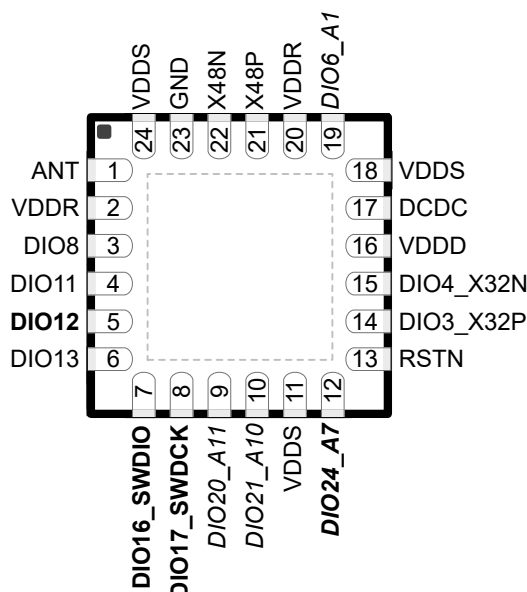 VDDS
GND
X48N
X48P
VDDR
DIO6_A1
24
23
22
21
20
19
ANT 1
VDDR 2
DIO8 3
DIO11 4
DIO12 5
DIO13 6
18 VDDS
17 DCDC
16 VDDD
15 DIO4_X32N
14 DIO3_X32P
13 RSTN
7
8
9
10
11
12
DIO16_SWDIO
DIO17_SWDCK
DIO20_A11
DIO21_A10
VDDS
DIO24_A7